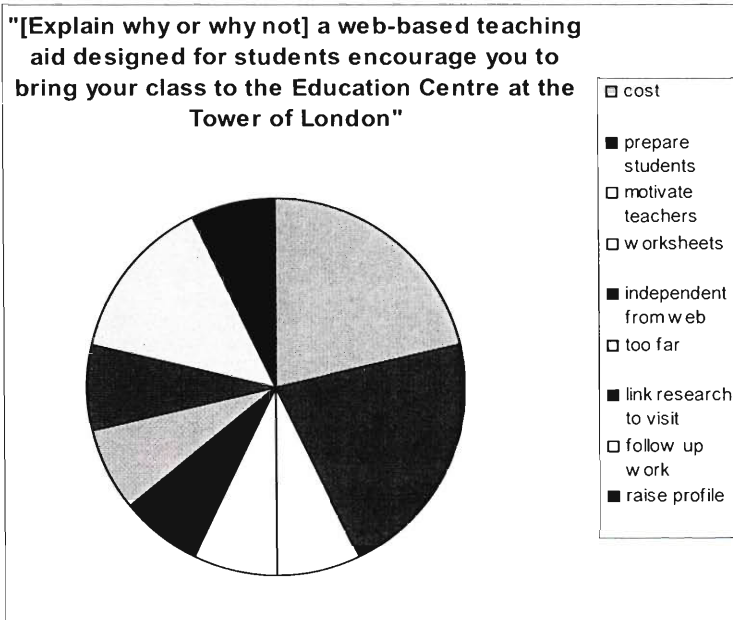 "[Explain why or why not] a web-based teaching
aid designed for students encourage you to
bring your class to the Education Centre at the
Tower of London"
cost
prepare
students
motivate
teachers
worksheets
independent
from web
too far
link research
to visit
follow up
work
raise profile